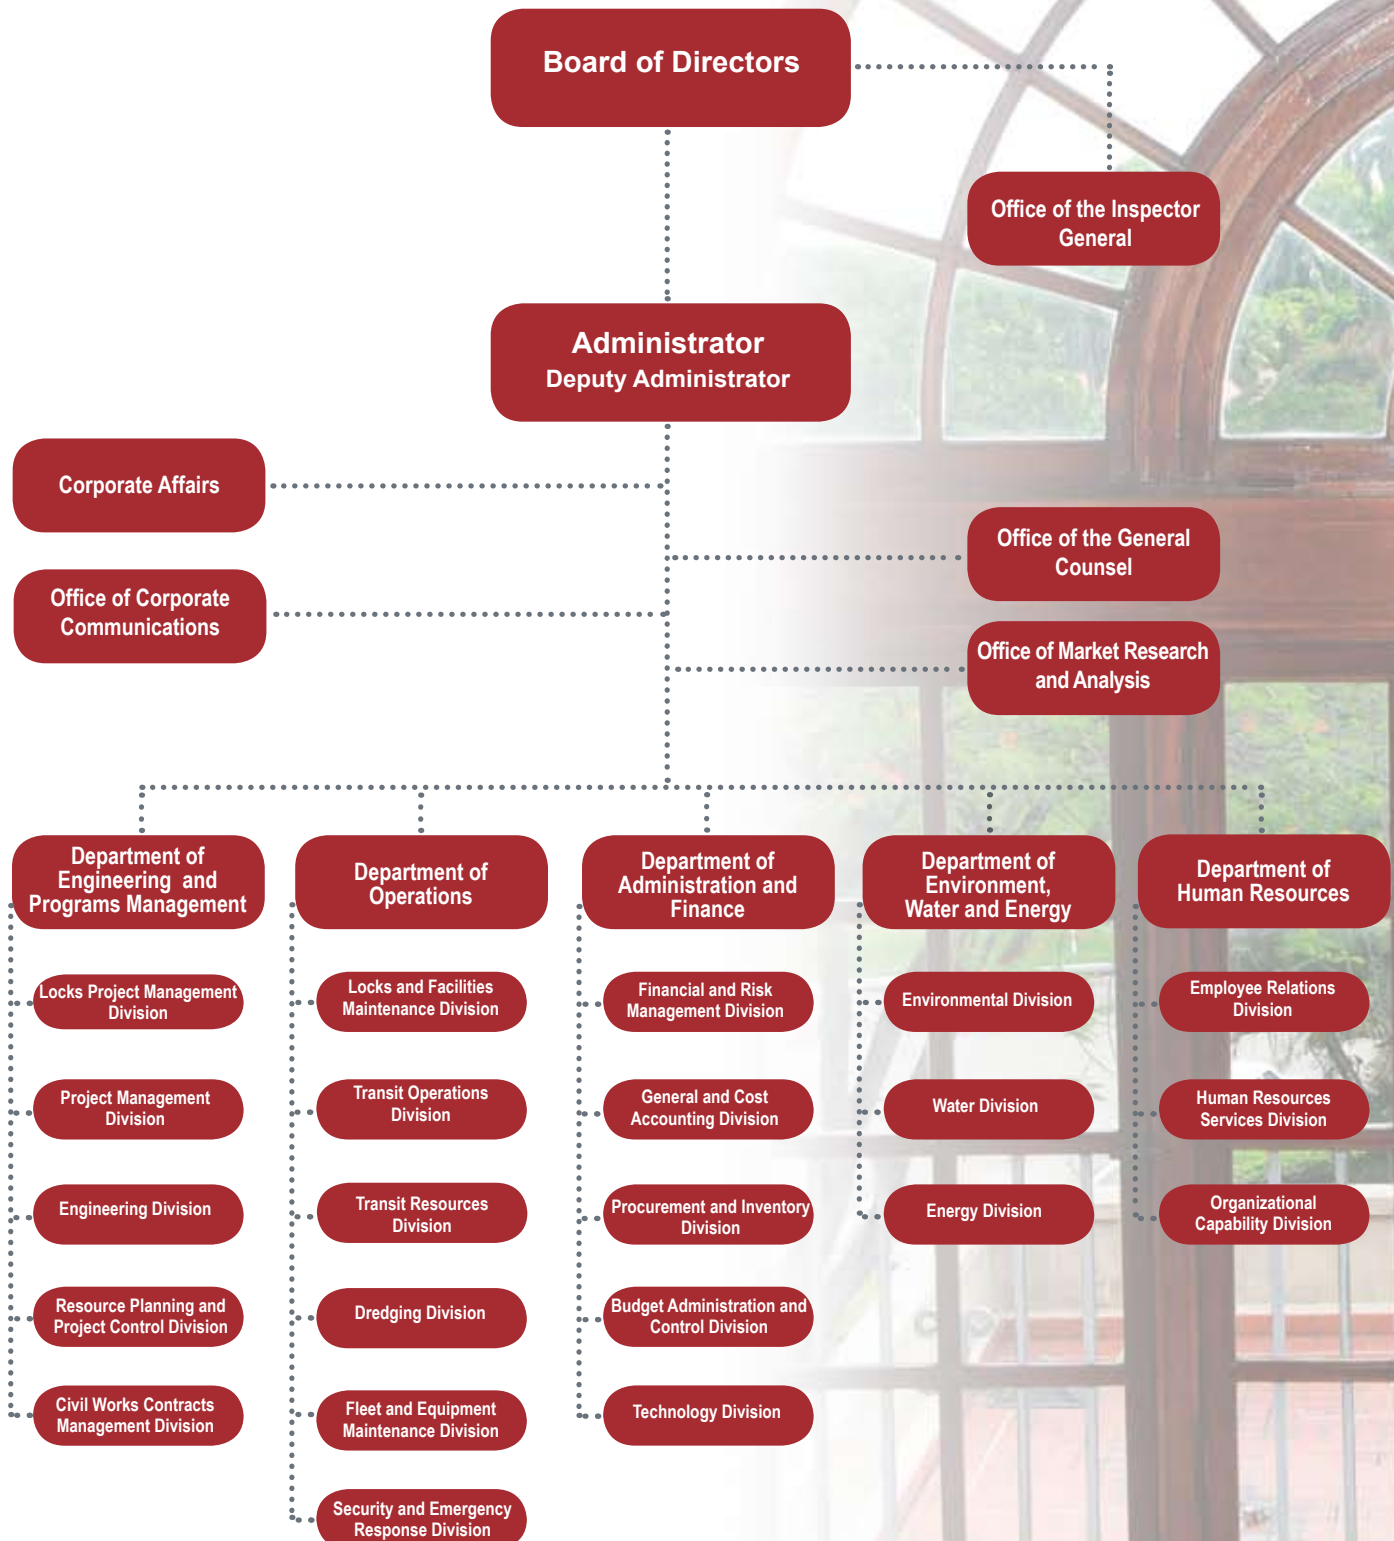 Board of Directors
Office of the Inspector
General
Administrator
Deputy Administrator
Corporate Affairs
Office of the General
Counsel
Office of Corporate
Communications
Office of Market Research
and Analysis
Department of
Engineering and
Programs Management
Department of
Operations
Department of
Administration and
Finance
Department of
Environment,
Water and Energy
Department of
Human Resources
Locks Project Management
Division
Locks and Facilities
Maintenance Division
Financial and Risk
Management Division
Environmental Division
Employee Relations
Division
Project Management
Division
Transit Operations
Division
General and Cost
Accounting Division
Water Division
Human Resources
Services Division
Engineering Division
Transit Resources
Division
Procurement and Inventory
Division
Energy Division
Organizational
Capability Division
Resource Planning and
Project Control Division
Dredging Division
Budget Administration and
Control Division
Civil Works Contracts
Management Division
Fleet and Equipment
Maintenance Division
Technology Division
Security and Emergency
Response Division